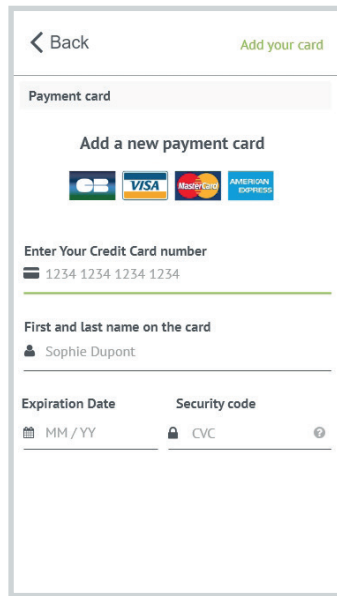 Back
Add your card
Payment card
Add a new payment card
CB VISA MasterCard AMERICAN EXPRESS
Enter Your Credit Card number
1234 1234 1234 1234
First and last name on the card
Sophie Dupont
Expiration Date Security code
MM / YY CVC ?